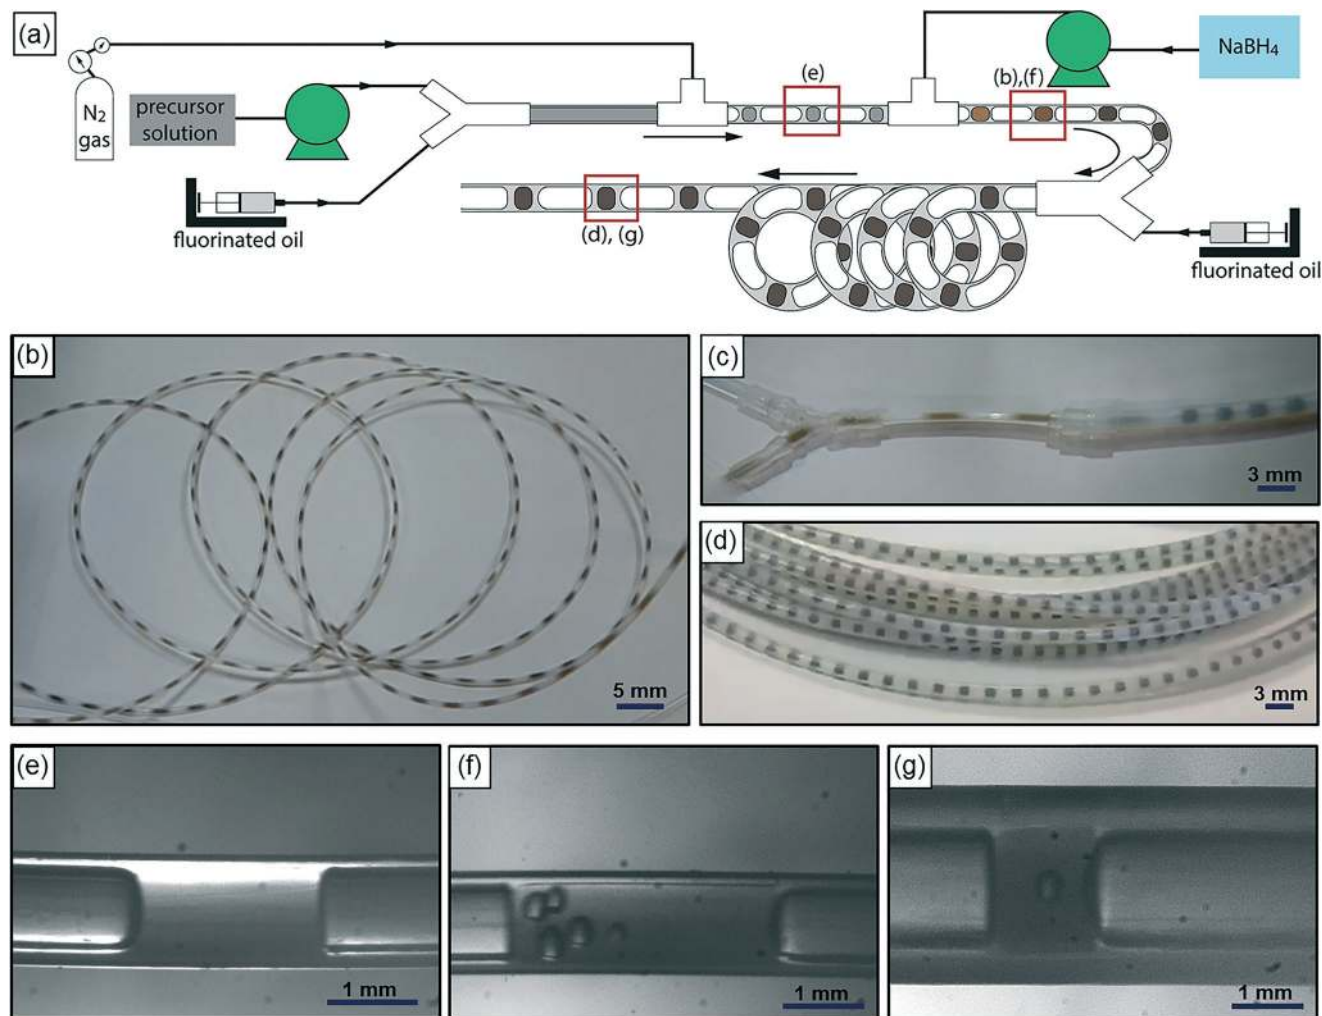 (a)
N₂
gas
precursor
solution
fluorinated oil
(e)
(b),(f)
NaBH₄
(d), (g)
fluorinated oil
(b)
5 mm
(c)
3 mm
(d)
3 mm
(e)
1 mm
(f)
1 mm
(g)
1 mm